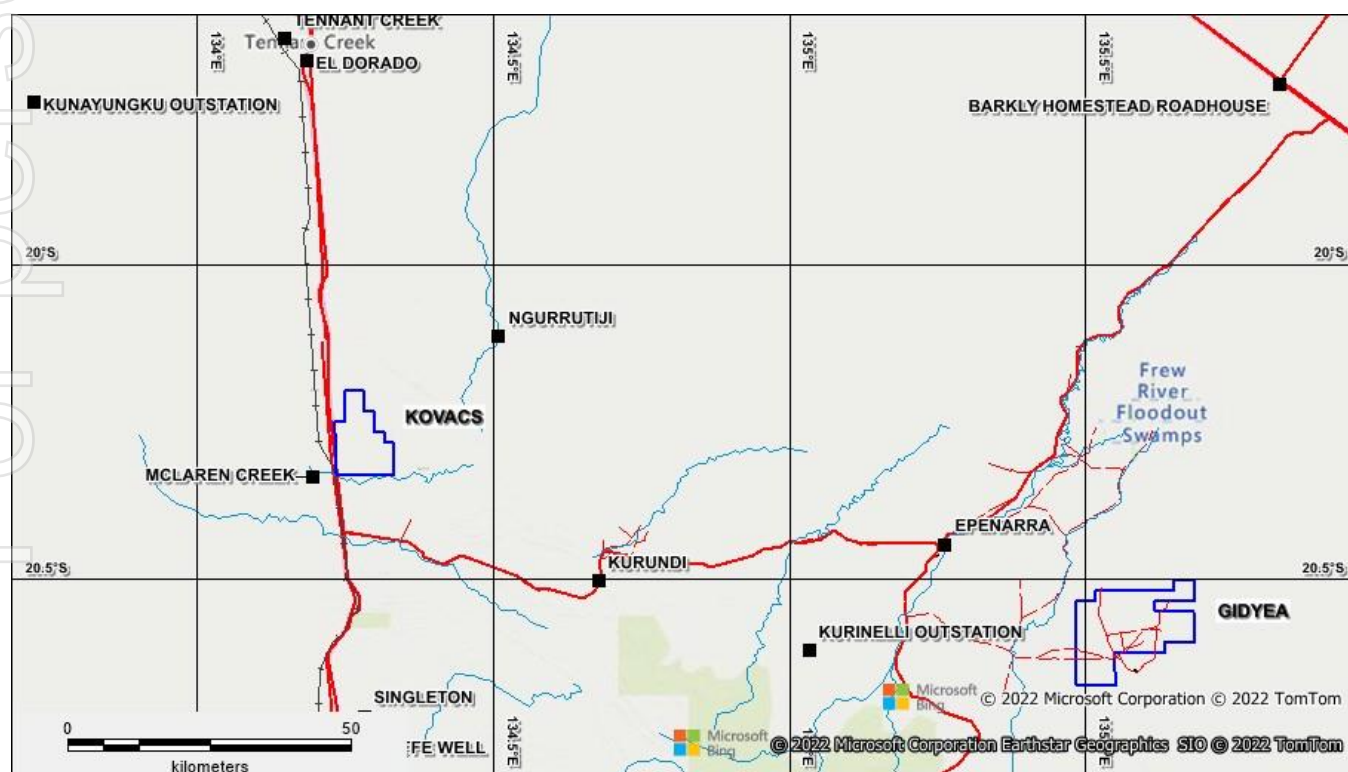 TENNANT CREEK
Tennant Creek
EL DORADO
KUNAYUNGKU OUTSTATION
BARKLY HOMESTEAD ROADHOUSE
134°E
134.5°E
135°E
135.5°E
20°S
20°S
NGURRUTIJI
KOVACS
MCLAREN CREEK
Frew
River
Floodout
Swamps
EPENARRA
KURUNDI
20.5°S
20.5°S
GIDYEA
KURINELLI OUTSTATION
SINGLETON
Microsoft
Bing
© 2022 Microsoft Corporation © 2022 TomTom
0
50
kilometers
134.5°E
Microsoft
Bing
© 2022 Microsoft Corporation Earthstar Geographics SIO © 2022 TomTom